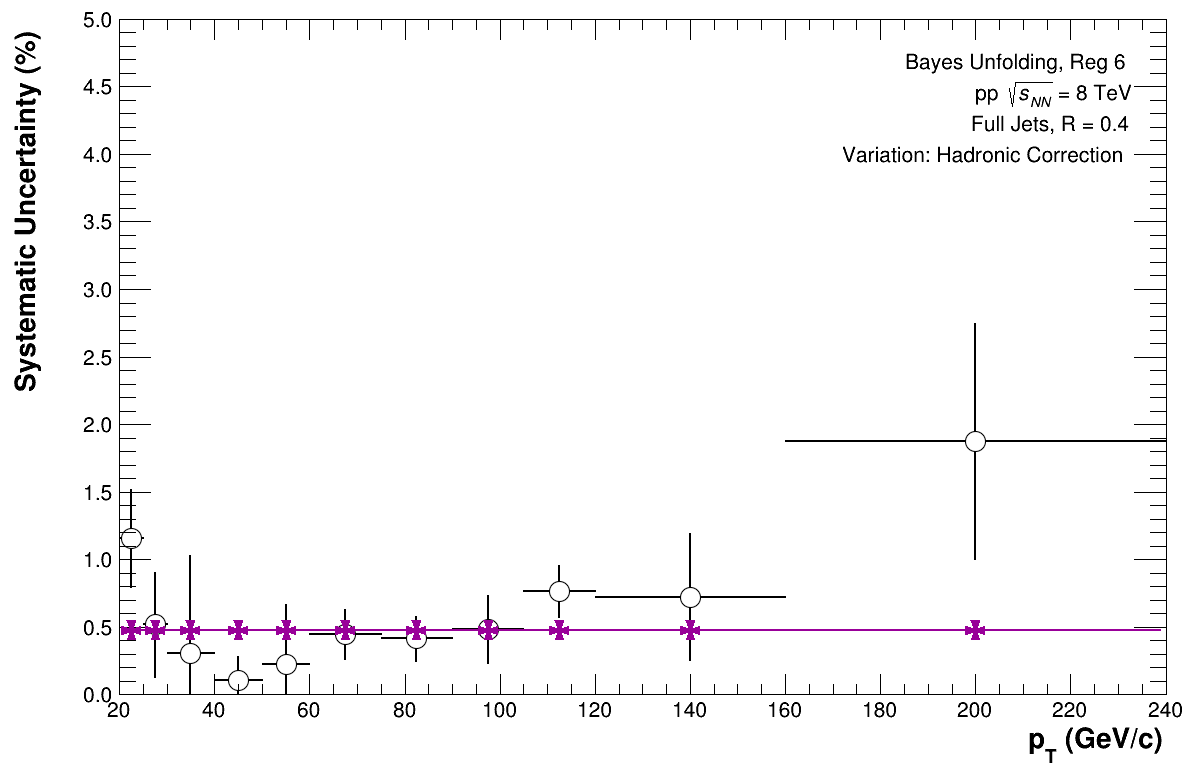 Systematic Uncertainty (%)
5.0
4.5
4.0
3.5
3.0
2.5
2.0
1.5
1.0
0.5
0.0
Bayes Unfolding, Reg 6
pp √s_NN = 8 TeV
Full Jets, R = 0.4
Variation: Hadronic Correction
20 40 60 80 100 120 140 160 180 200 220 240
p_T (GeV/c)